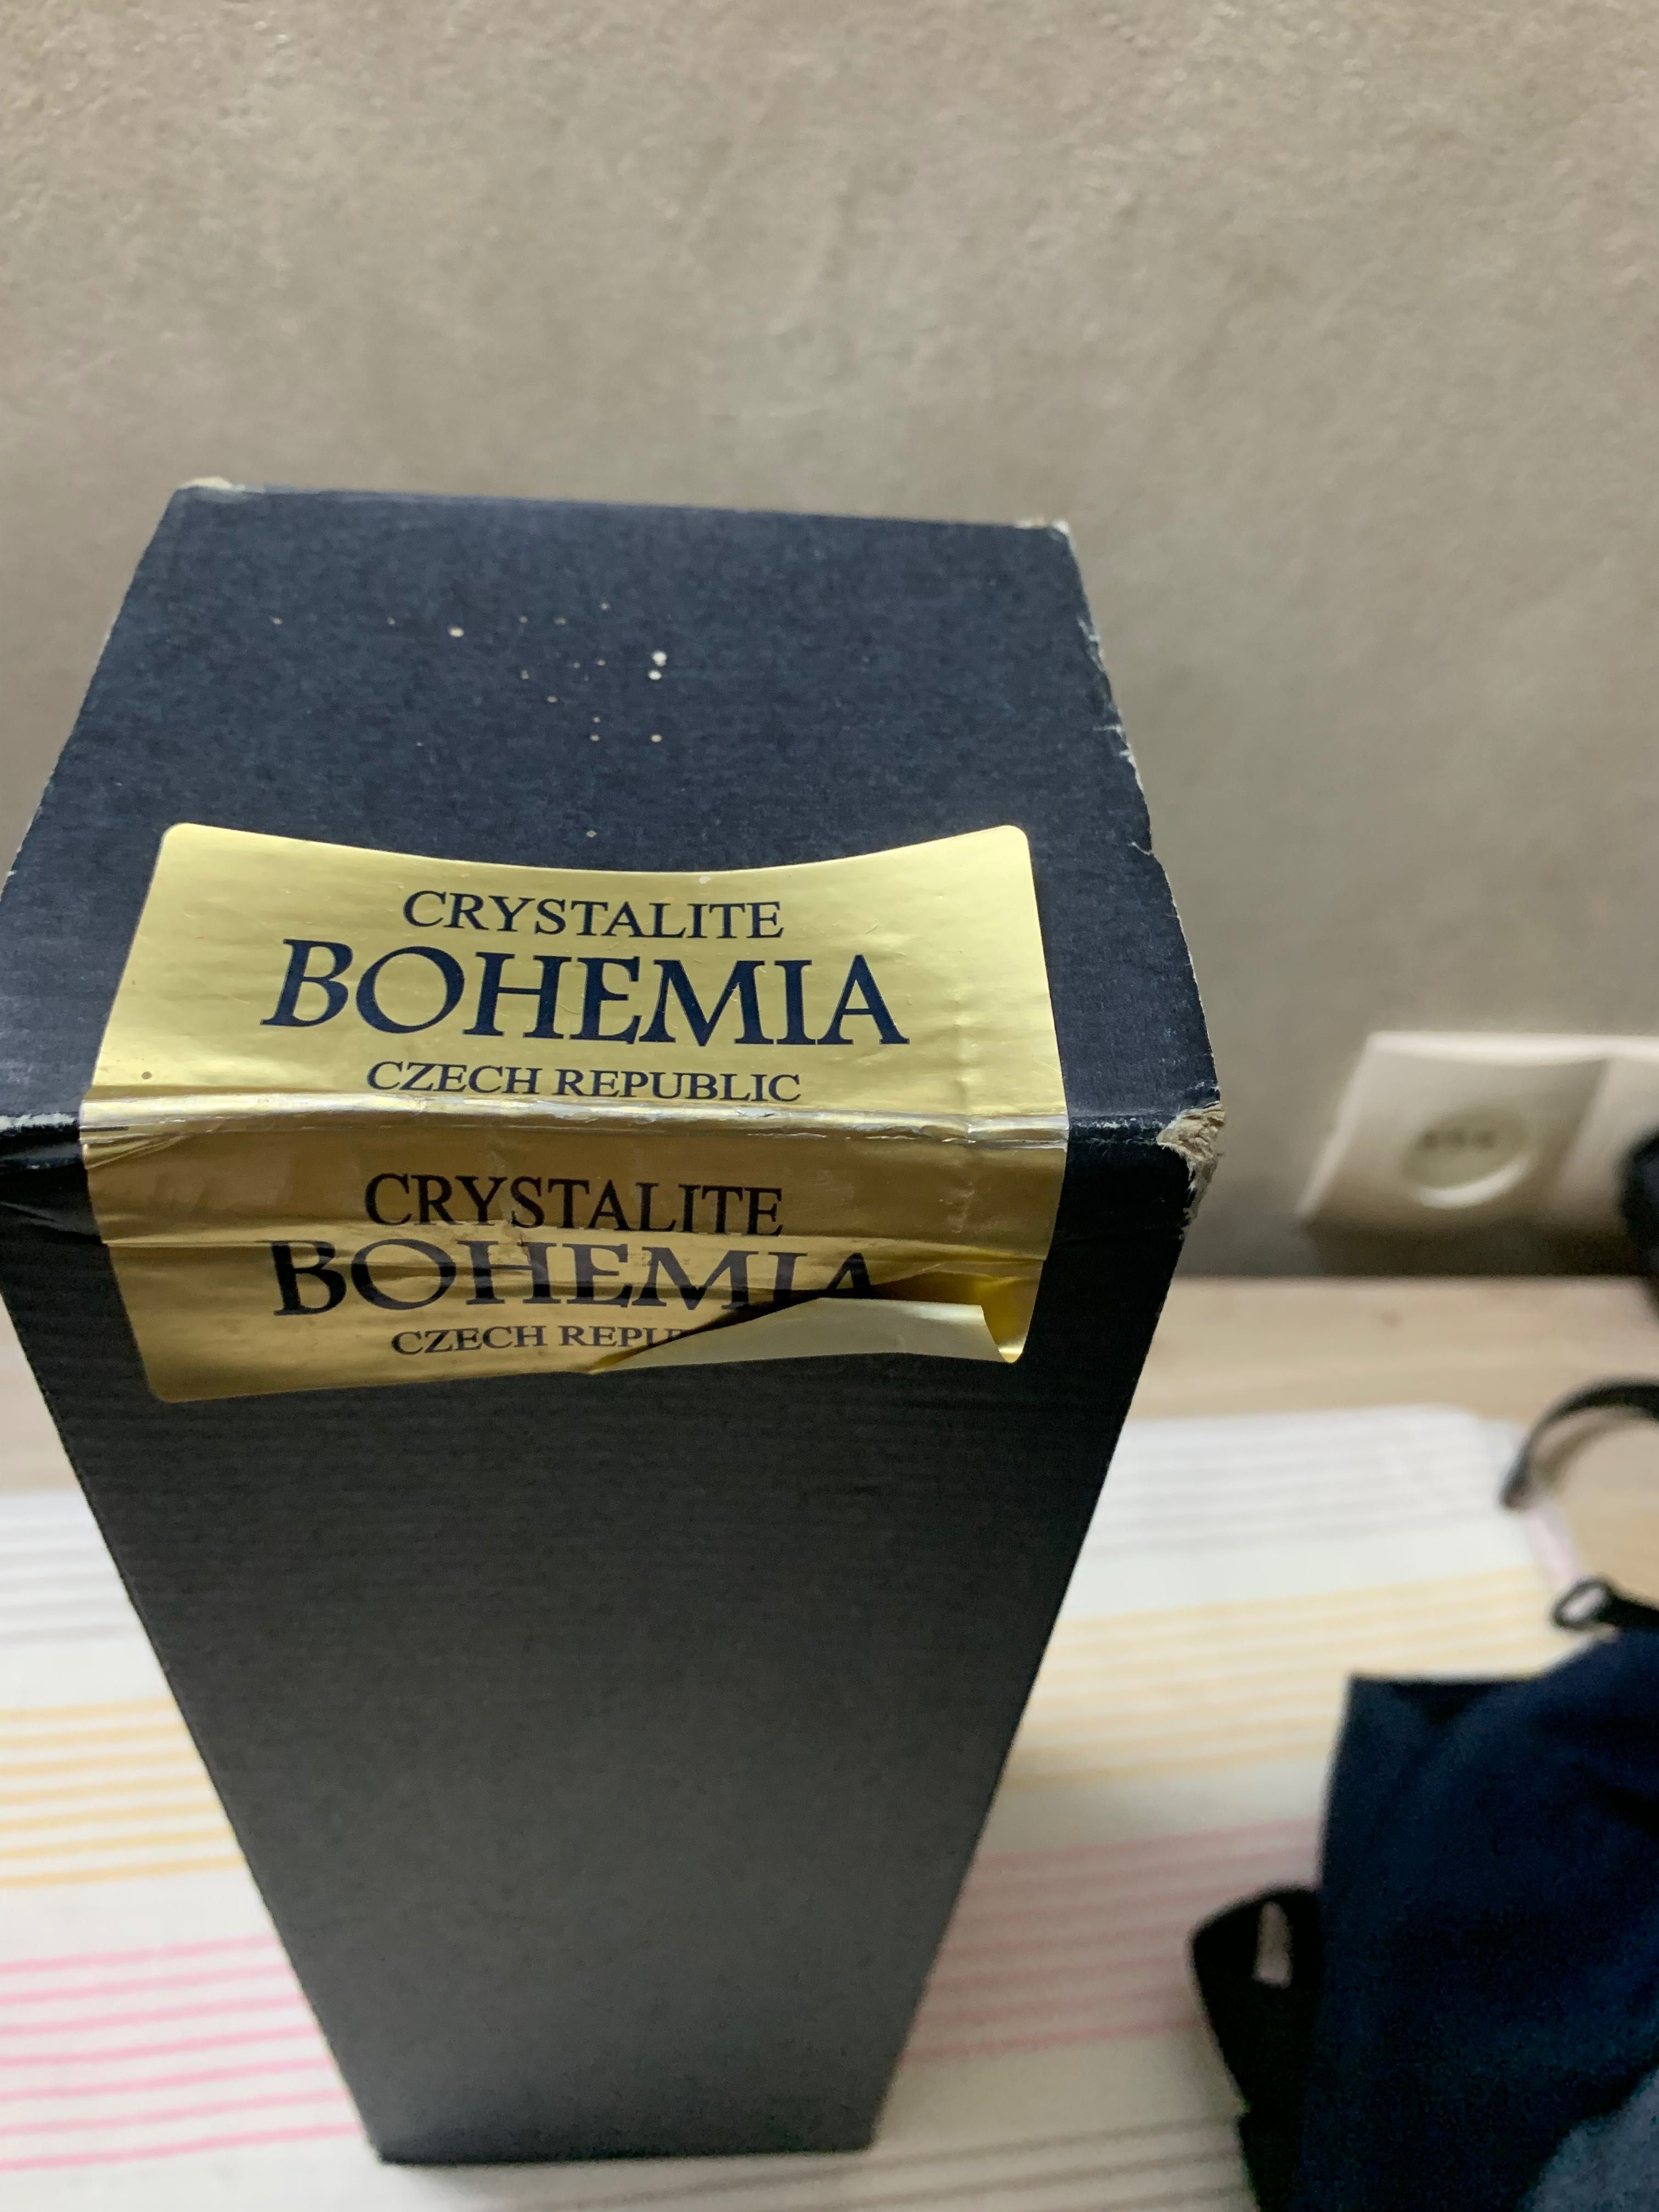 CRYSTALITE
BOHEMIA
CZECH REPUBLIC
CRYSTALITE
BOHEMIA
CZECH REPU